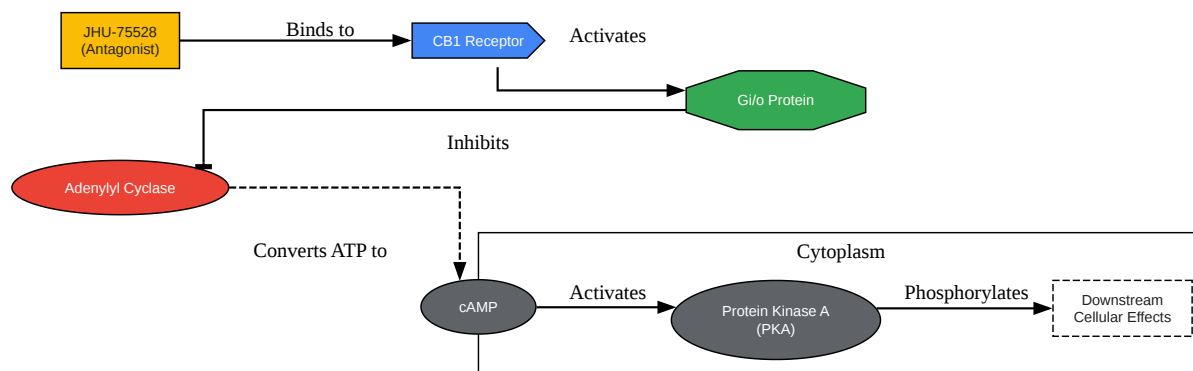 JHU-75528
(Antagonist)
Binds to
CB1 Receptor
Activates
Gi/o Protein
Inhibits
Adenylyl Cyclase
Converts ATP to
Cytoplasm
cAMP
Activates
Protein Kinase A
(PKA)
Phosphorylates
Downstream
Cellular Effects